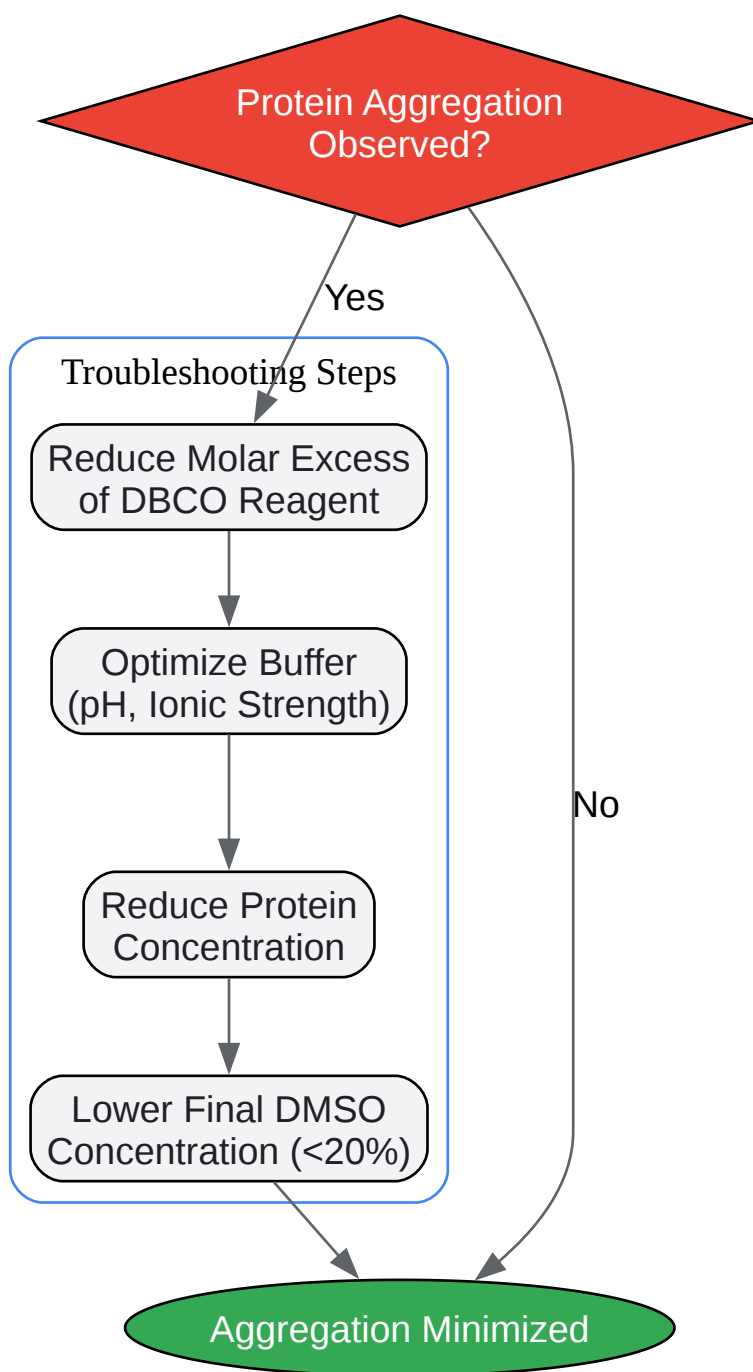 Protein Aggregation
Observed?
Yes
Troubleshooting Steps
Reduce Molar Excess
of DBCO Reagent
Optimize Buffer
(pH, Ionic Strength)
No
Reduce Protein
Concentration
Lower Final DMSO
Concentration (<20%)
Aggregation Minimized